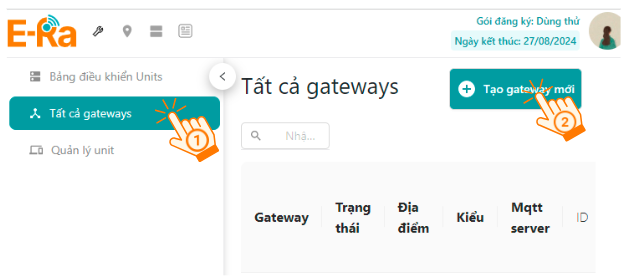 E-Ra
Gói đăng ký: Dùng thử
Ngày kết thúc: 27/08/2024
Bảng điều khiển Units
Tất cả gateways
1
Quản lý unit
Tất cả gateways
Tạo gateway mới
2
Nhậ...
Gateway
Trạng thái
Địa điểm
Kiểu
Mqtt server
ID